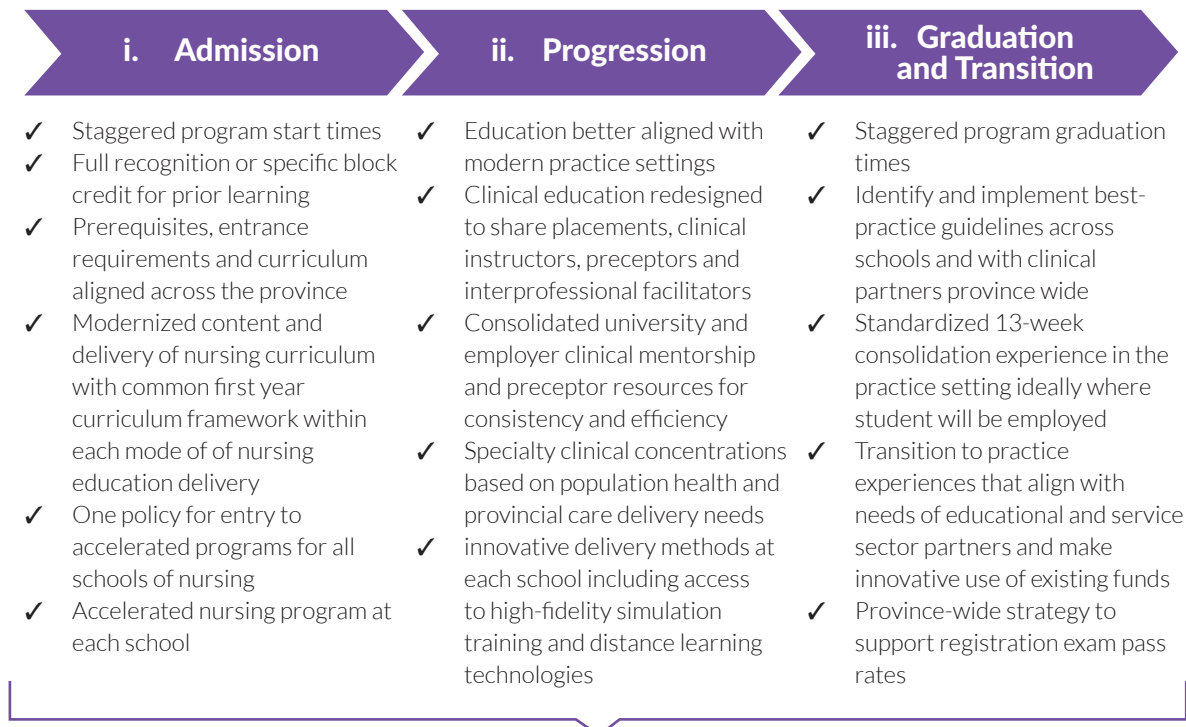 i. Admission
✓ Staggered program start times
✓ Full recognition or specific block
credit for prior learning
✓ Prerequisites, entrance
requirements and curriculum
aligned across the province
✓ Modernized content and
delivery of nursing curriculum
with common first year
curriculum framework within
each mode of of nursing
education delivery
✓ One policy for entry to
accelerated programs for all
schools of nursing
✓ Accelerated nursing program at
each school
ii. Progression
✓ Education better aligned with
modern practice settings
✓ Clinical education redesigned
to share placements, clinical
instructors, preceptors and
interprofessional facilitators
✓ Consolidated university and
employer clinical mentorship
and preceptor resources for
consistency and efficiency
✓ Specialty clinical concentrations
based on population health and
provincial care delivery needs
✓ innovative delivery methods at
each school including access
to high-fidelity simulation
training and distance learning
technologies
iii. Graduation
and Transition
✓ Staggered program graduation
times
✓ Identify and implement best-
practice guidelines across
schools and with clinical
partners province wide
✓ Standardized 13-week
consolidation experience in the
practice setting ideally where
student will be employed
✓ Transition to practice
experiences that align with
needs of educational and service
sector partners and make
innovative use of existing funds
✓ Province-wide strategy to
support registration exam pass
rates